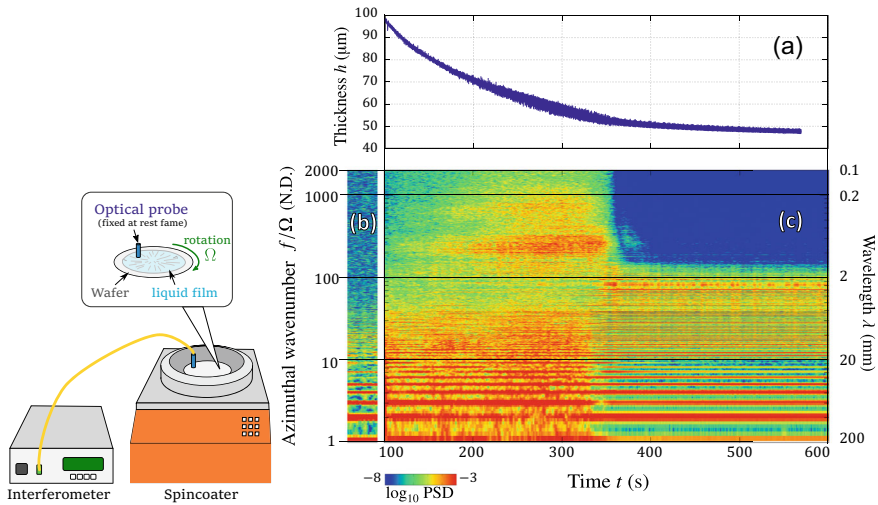 100
90
80
70
60
50
40
Thickness h (μm)
(a)
2000
1000
100
10
1
Azimuthal wavenumber f/Ω (N.D.)
(b)
(c)
0.1
0.2
2
20
200
Wavelength λ (mm)
100
200
300
400
500
600
Time t (s)
−8
−3
log10 PSD
Optical probe
(fixed at rest fame)
rotation
Ω
Wafer
liquid film
Interferometer
Spincoater